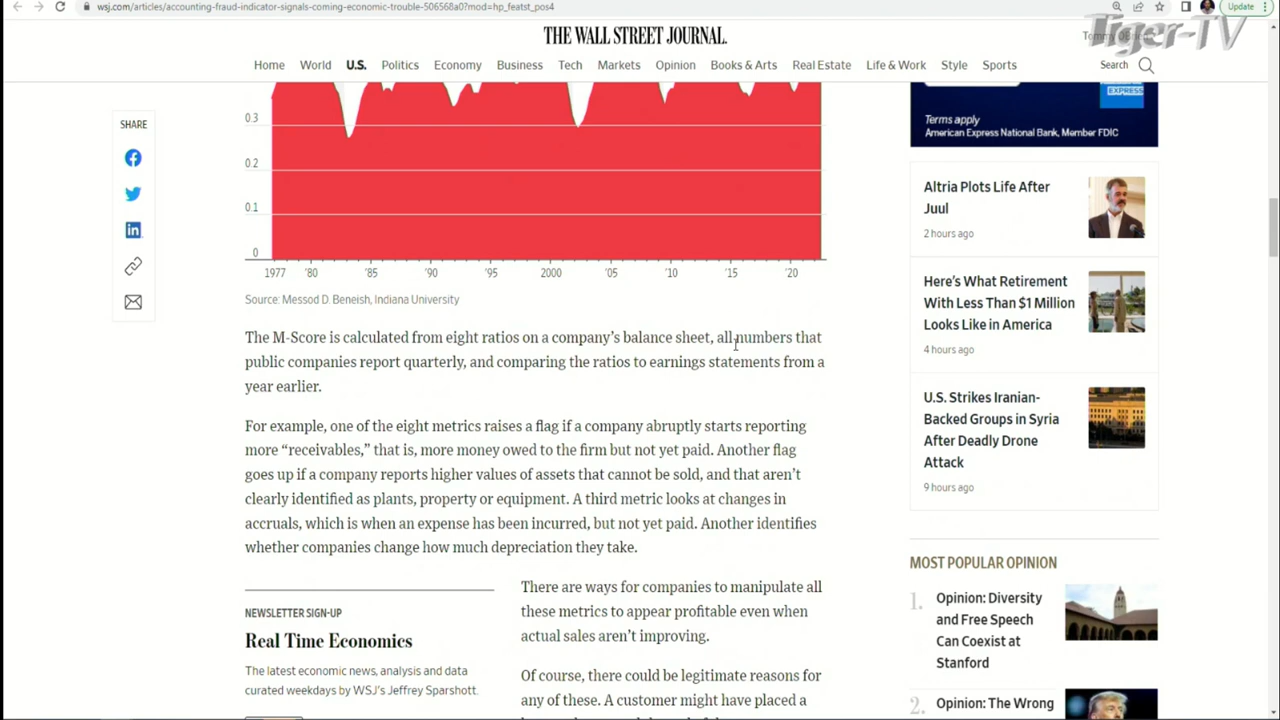 wsj.com/articles/accounting-fraud-indicator-signals-coming-economic-trouble-506568a0?mod=hp_featst_pos4
Update
Tiger-TV
THE WALL STREET JOURNAL.
Home World U.S. Politics Economy Business Tech Markets Opinion Books & Arts Real Estate Life & Work Style Sports
Search
SHARE
0.3
0.2
0.1
0
1977 '80 '85 '90 '95 2000 '05 '10 '15 '20
Source: Messod D. Beneish, Indiana University
The M-Score is calculated from eight ratios on a company's balance sheet, all numbers that
public companies report quarterly, and comparing the ratios to earnings statements from a
year earlier.
For example, one of the eight metrics raises a flag if a company abruptly starts reporting
more “receivables,” that is, more money owed to the firm but not yet paid. Another flag
goes up if a company reports higher values of assets that cannot be sold, and that aren't
clearly identified as plants, property or equipment. A third metric looks at changes in
accruals, which is when an expense has been incurred, but not yet paid. Another identifies
whether companies change how much depreciation they take.
NEWSLETTER SIGN-UP
Real Time Economics
The latest economic news, analysis and data
curated weekdays by WSJ's Jeffrey Sparshott.
There are ways for companies to manipulate all
these metrics to appear profitable even when
actual sales aren't improving.
Of course, there could be legitimate reasons for
any of these. A customer might have placed a
EXPRESS
Terms apply
American Express National Bank, Member FDIC
Altria Plots Life After
Juul
2 hours ago
Here's What Retirement
With Less Than $1 Million
Looks Like in America
4 hours ago
U.S. Strikes Iranian-
Backed Groups in Syria
After Deadly Drone
Attack
9 hours ago
MOST POPULAR OPINION
1. Opinion: Diversity
and Free Speech
Can Coexist at
Stanford
2. Opinion: The Wrong